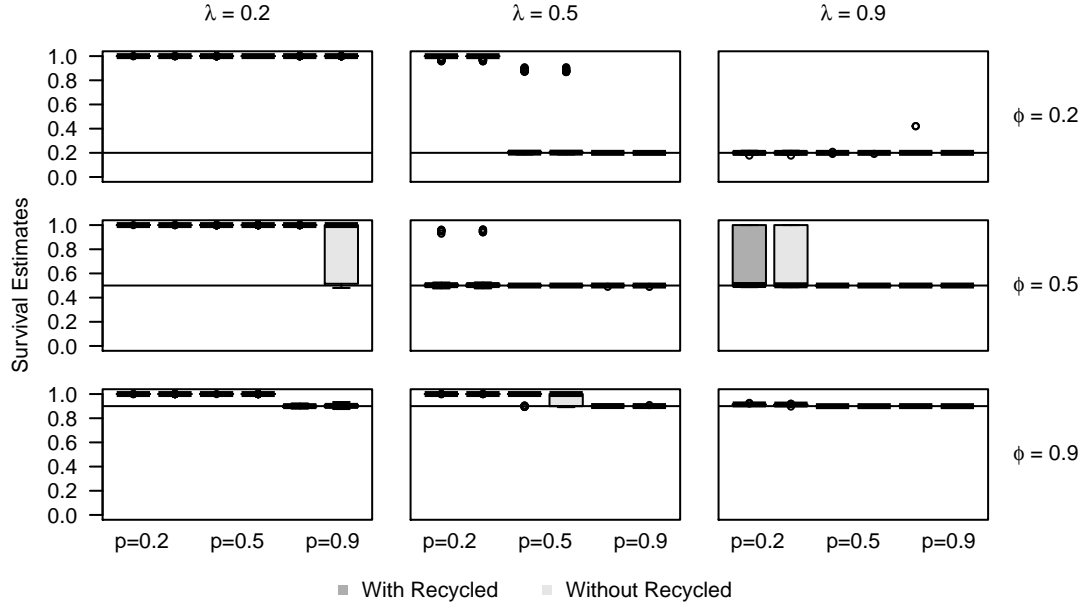 λ = 0.2 λ = 0.5 λ = 0.9
Survival Estimates
1.0
0.8
0.6
0.4
0.2
0.0
ϕ = 0.2
1.0
0.8
0.6
0.4
0.2
0.0
ϕ = 0.5
1.0
0.8
0.6
0.4
0.2
0.0
ϕ = 0.9
p=0.2 p=0.5 p=0.9 p=0.2 p=0.5 p=0.9 p=0.2 p=0.5 p=0.9
With Recycled Without Recycled